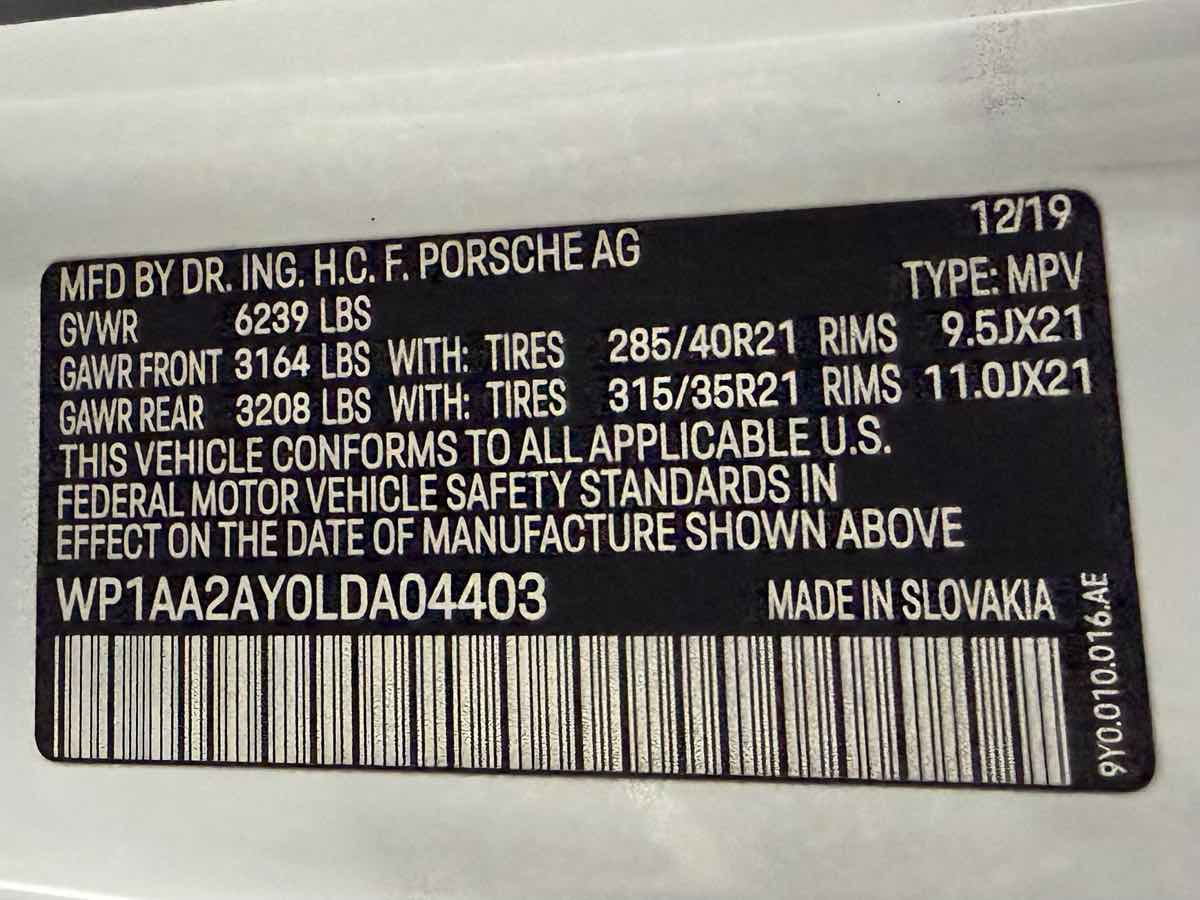 12/19
MFD BY DR. ING. H.C. F. PORSCHE AG
TYPE: MPV
GVWR 6239 LBS
GAWR FRONT 3164 LBS WITH: TIRES 285/40R21 RIMS 9.5JX21
GAWR REAR 3208 LBS WITH: TIRES 315/35R21 RIMS 11.0JX21
THIS VEHICLE CONFORMS TO ALL APPLICABLE U.S.
FEDERAL MOTOR VEHICLE SAFETY STANDARDS IN
EFFECT ON THE DATE OF MANUFACTURE SHOWN ABOVE
WP1AA2AY0LDA04403 MADE IN SLOVAKIA
9Y0.010.016.AE